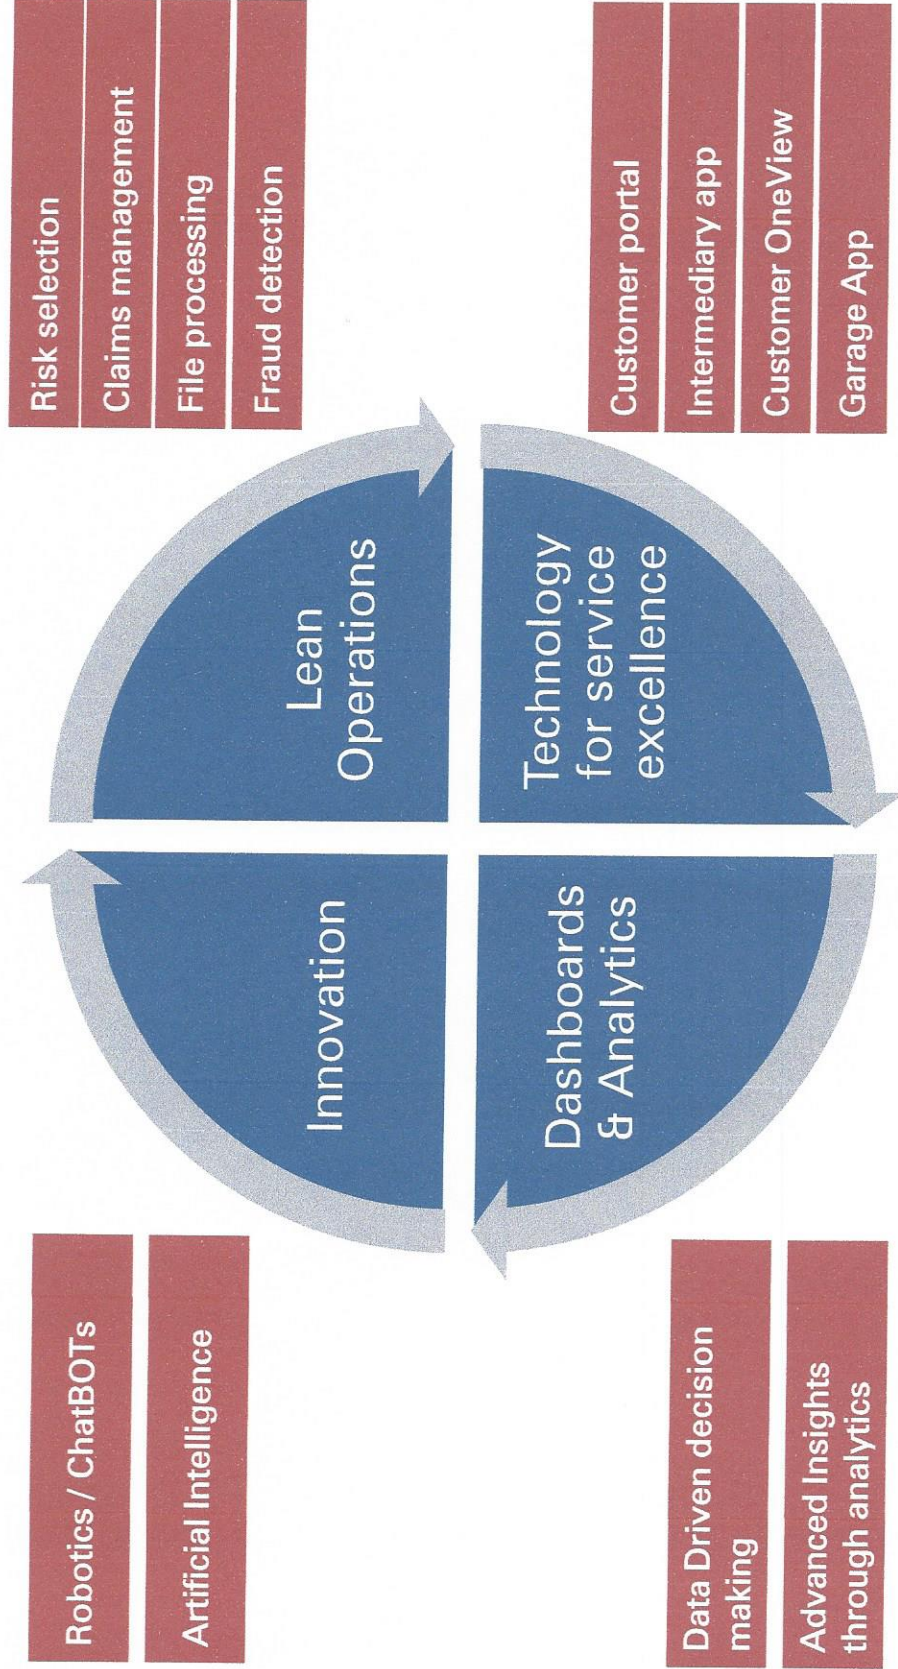 Robotics / ChatBOTs
Artificial Intelligence
Innovation
Lean
Operations
Risk selection
Claims management
File processing
Fraud detection
Data Driven decision
making
Advanced Insights
through analytics
Dashboards
& Analytics
Technology
for service
excellence
Customer portal
Intermediary app
Customer OneView
Garage App